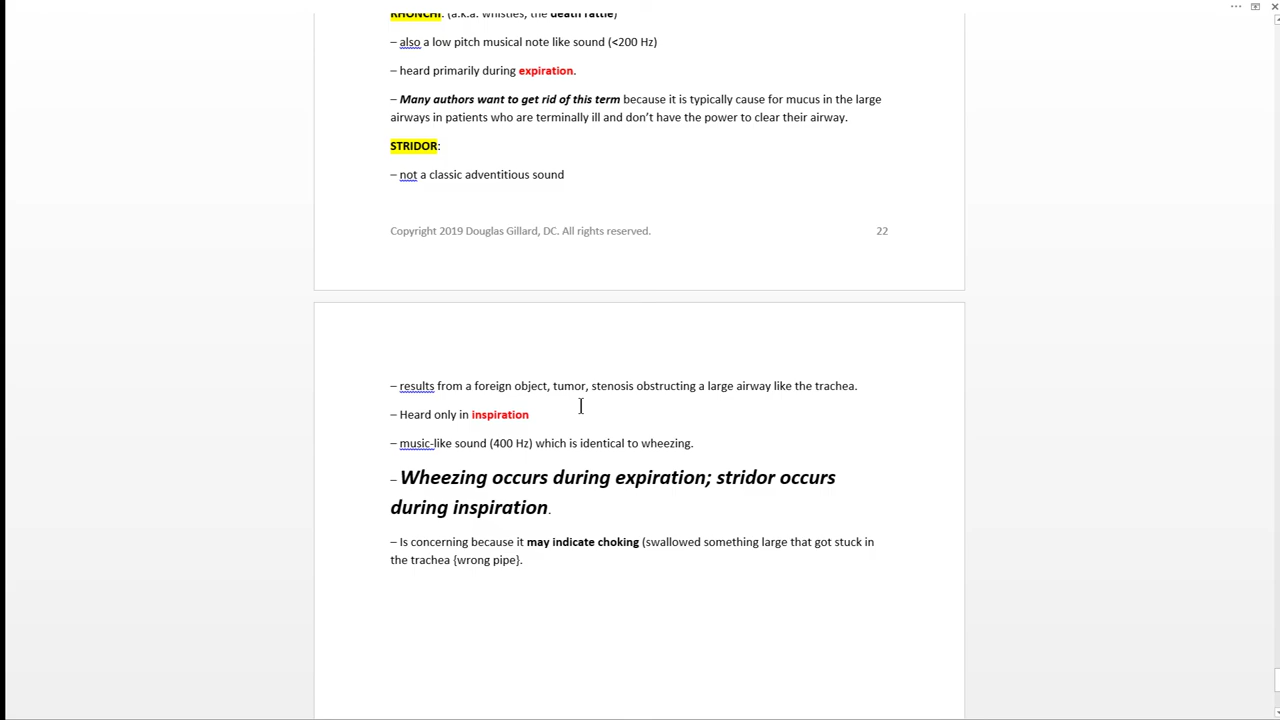 RHONCHI: (a.k.a. whistles, the death rattle)
– also a low pitch musical note like sound (<200 Hz)
– heard primarily during expiration.
– Many authors want to get rid of this term because it is typically cause for mucus in the large
airways in patients who are terminally ill and don’t have the power to clear their airway.
STRIDOR:
– not a classic adventitious sound
Copyright 2019 Douglas Gillard, DC. All rights reserved. 22
– results from a foreign object, tumor, stenosis obstructing a large airway like the trachea.
– Heard only in inspiration
– music-like sound (400 Hz) which is identical to wheezing.
– Wheezing occurs during expiration; stridor occurs
during inspiration.
– Is concerning because it may indicate choking (swallowed something large that got stuck in
the trachea {wrong pipe}.